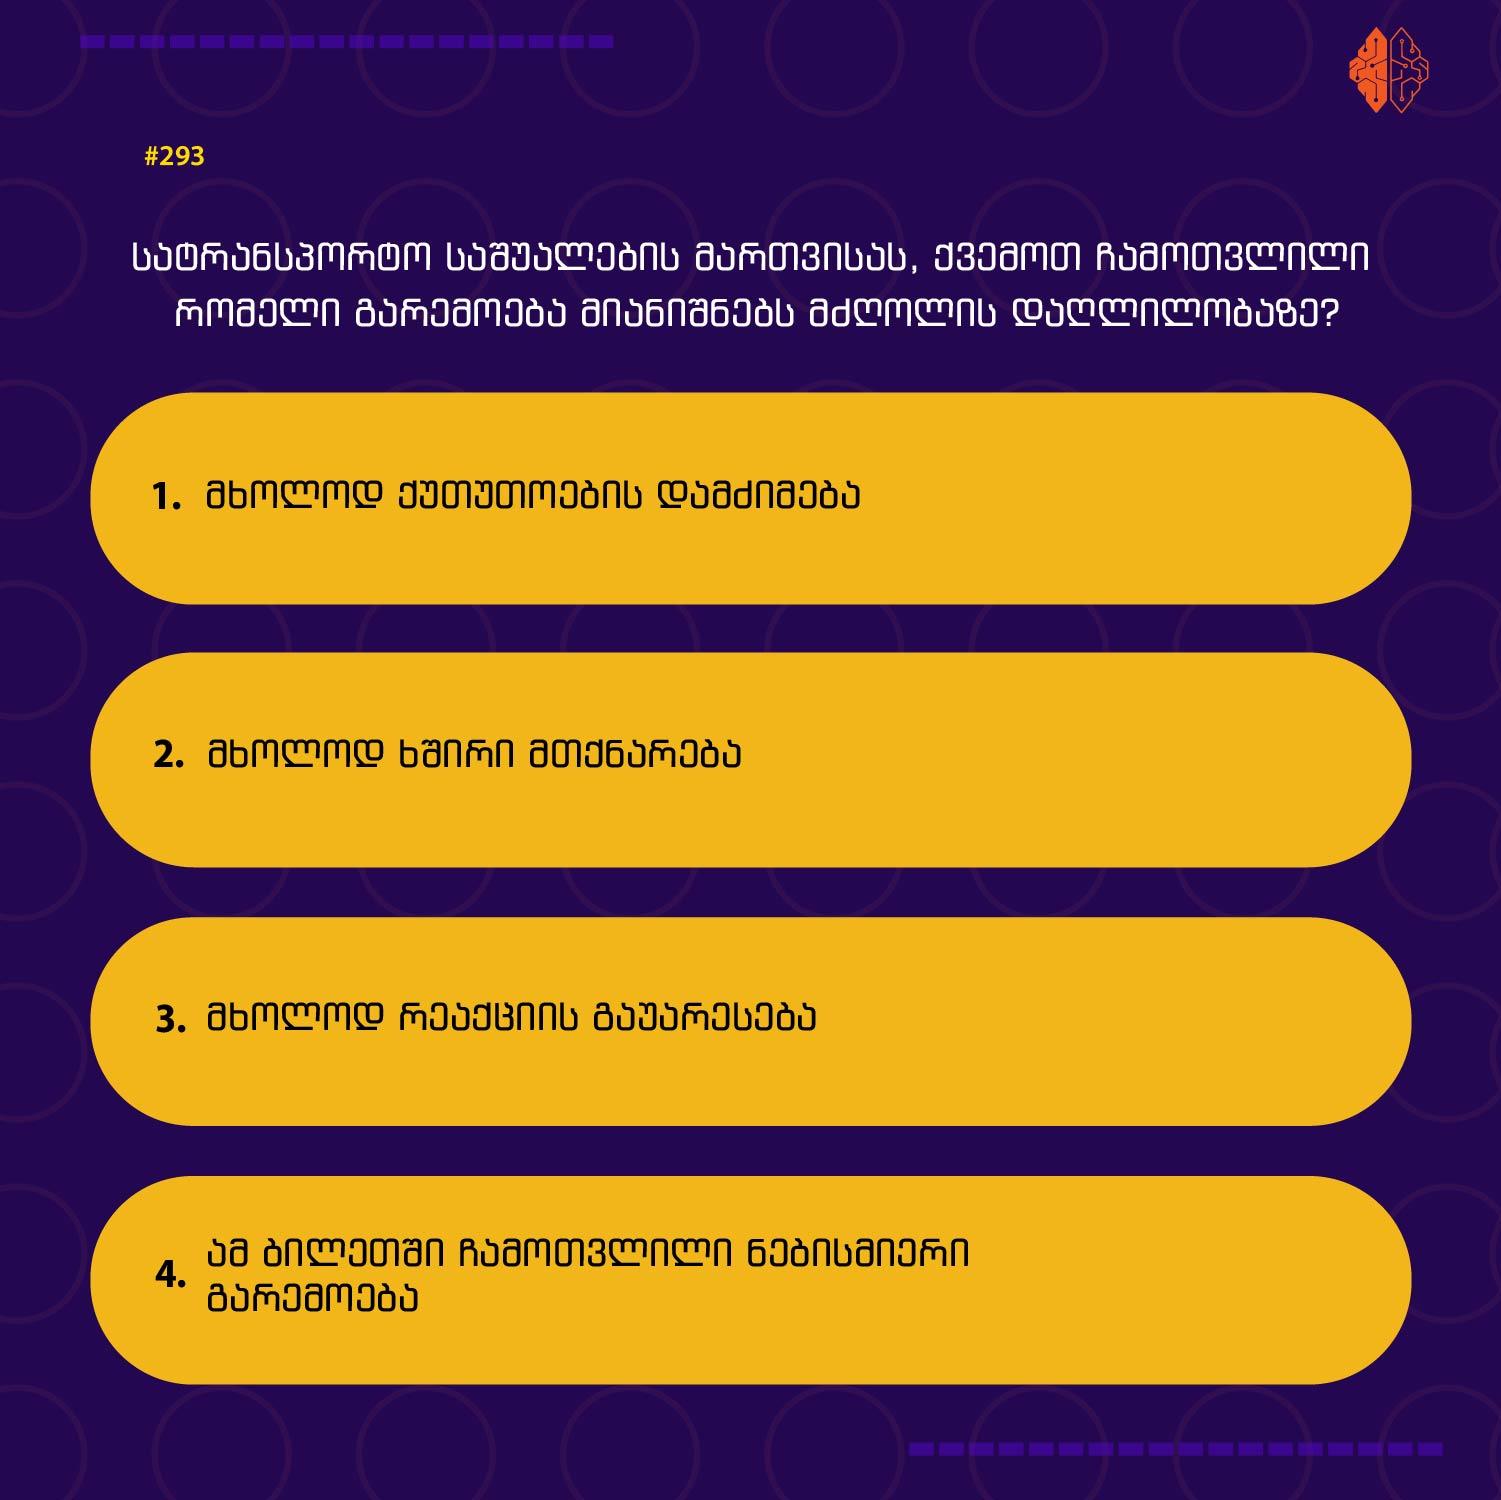 #293
სატრანსპორტო საშუალების მართვისას, ქვემოთ ჩამოთვლილი
რომელი გარემოება მიანიშნებს მძღოლის დაღლილობაზე?
1. მხოლოდ ქუთუთოების დამძიმება
2. მხოლოდ ხშირი მთქნარება
3. მხოლოდ რეაქციის გაუარესება
4. ამ ბილეთში ჩამოთვლილი ნებისმიერი
გარემოება